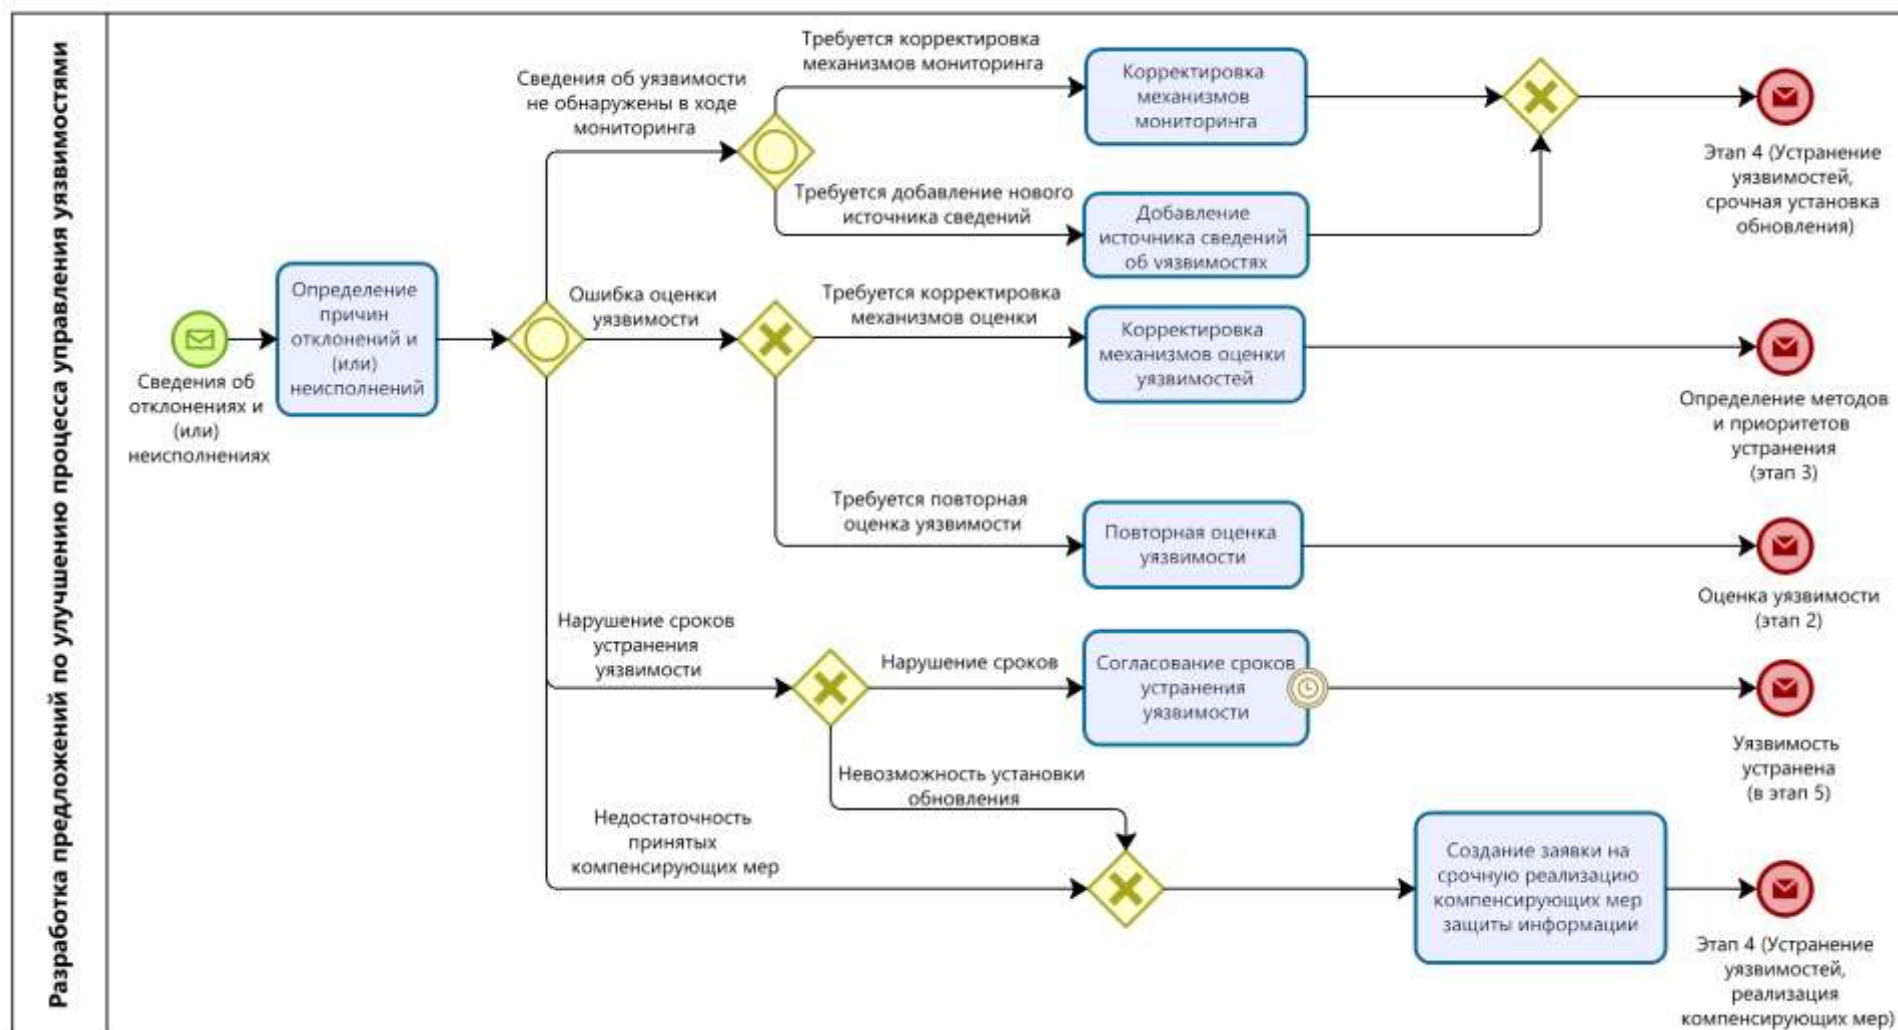 Разработка предложений по улучшению процесса управления уязвимостями
Сведения об
отклонениях и
(или)
неисполнениях
Определение
причин
отклонений и
(или)
неисполнений
Сведения об уязвимости
не обнаружены в ходе
мониторинга
Требуется корректировка
механизмов мониторинга
Корректировка
механизмов
мониторинга
Этап 4 (Устранение
уязвимостей,
срочная установка
обновления)
Требуется добавление нового
источника сведений
Добавление
источника сведений
об уязвимостях
Ошибка оценки
уязвимости
Требуется корректировка
механизмов оценки
Корректировка
механизмов оценки
уязвимостей
Определение методов
и приоритетов
устранения
(этап 3)
Требуется повторная
оценка уязвимости
Повторная оценка
уязвимости
Оценка уязвимости
(этап 2)
Нарушение сроков
устранения
уязвимости
Нарушение сроков
Согласование сроков
устранения
уязвимости
Уязвимость
устранена
(в этап 5)
Невозможность установки
обновления
Недостаточность
принятых
компенсирующих мер
Создание заявки на
срочную реализацию
компенсирующих мер
защиты информации
Этап 4 (Устранение
уязвимостей,
реализация
компенсирующих мер)